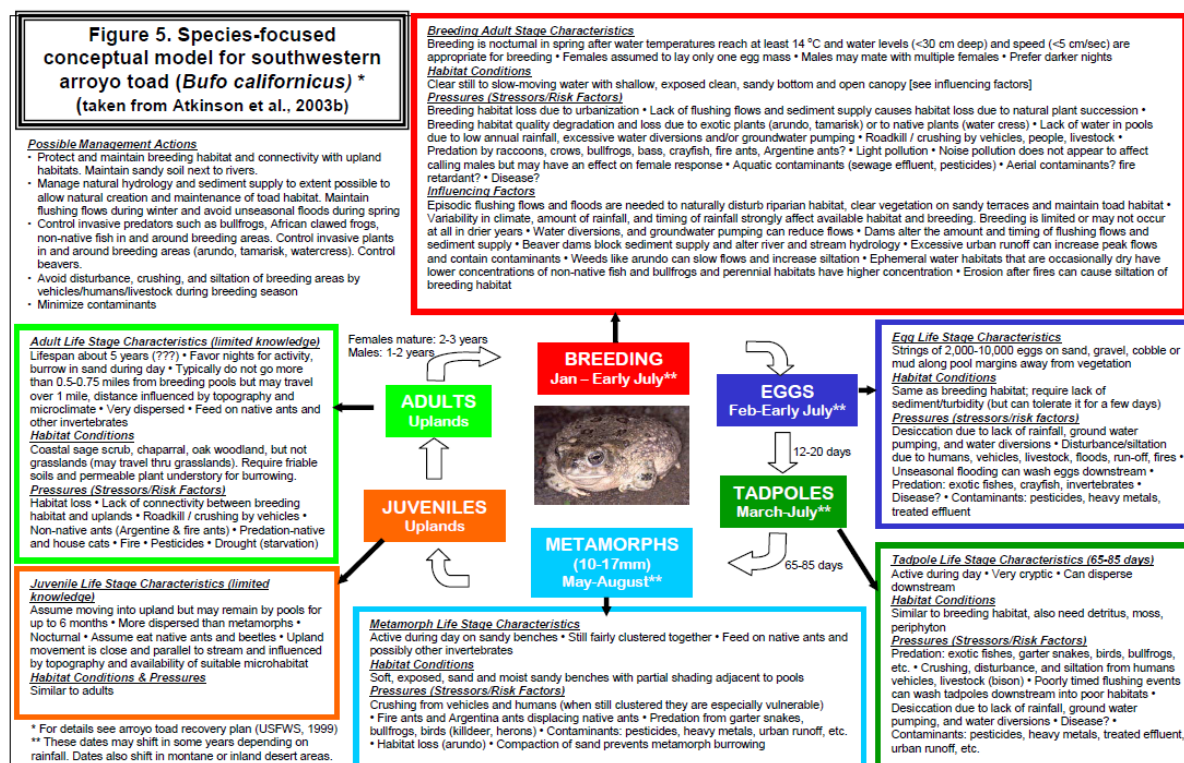 Figure 5. Species-focused
conceptual model for southwestern
arroyo toad (Bufo californicus) *
(taken from Atkinson et al., 2003b)
Possible Management Actions
• Protect and maintain breeding habitat and connectivity with upland
habitats. Maintain sandy soil next to rivers.
• Manage natural hydrology and sediment supply to extent possible to
allow natural creation and maintenance of toad habitat. Maintain
flushing flows during winter and avoid unseasonal floods during spring
• Control invasive predators such as bullfrogs, African clawed frogs,
non-native fish in and around breeding areas. Control invasive plants
in and around breeding areas (arundo, tamarisk, watercress). Control
beavers.
• Avoid disturbance, crushing, and siltation of breeding areas by
vehicles/humans/livestock during breeding season
• Minimize contaminants
Breeding Adult Stage Characteristics
Breeding is nocturnal in spring after water temperatures reach at least 14 °C and water levels (<30 cm deep) and speed (<5 cm/sec) are
appropriate for breeding • Females assumed to lay only one egg mass • Males may mate with multiple females • Prefer darker nights
Habitat Conditions
Clear still to slow-moving water with shallow, exposed clean, sandy bottom and open canopy [see influencing factors]
Pressures (Stressors/Risk Factors)
Breeding habitat loss due to urbanization • Lack of flushing flows and sediment supply causes habitat loss due to natural plant succession •
Breeding habitat quality degradation and loss due to exotic plants (arundo, tamarisk) or to native plants (water cress) • Lack of water in pools
due to low annual rainfall, excessive water diversions and/or groundwater pumping • Roadkill / crushing by vehicles, people, livestock •
Predation by raccoons, crows, bullfrogs, bass, crayfish, fire ants, Argentine ants? • Light pollution • Noise pollution does not appear to affect
calling males but may have an effect on female response • Aquatic contaminants (sewage effluent, pesticides) • Aerial contaminants? fire
retardant? • Disease?
Influencing Factors
Episodic flushing flows and floods are needed to naturally disturb riparian habitat, clear vegetation on sandy terraces and maintain toad habitat •
Variability in climate, amount of rainfall, amount and timing of rainfall strongly affect available habitat and breeding. Breeding is limited or may not occur
at all in drier years • Water diversions, and groundwater pumping can reduce flows • Dams alter the amount and timing of flushing flows and
sediment supply • Beaver dams block sediment supply and alter river and stream hydrology • Excessive urban runoff can increase peak flows
and contain contaminants • Weeds like arundo can slow flows and increase siltation • Ephemeral water habitats that are occasionally dry have
lower concentrations of non-native fish and bullfrogs and perennial habitats have higher concentration • Erosion after fires can cause siltation of
breeding habitat
Adult Life Stage Characteristics (limited knowledge)
Lifespan about 5 years (???) • Favor nights for activity,
burrow in sand during day • Typically do not go more
than 0.5-0.75 miles from breeding pools but may travel
over 1 mile, distance influenced by topography and
microclimate • Very dispersed • Feed on native ants and
other invertebrates
Habitat Conditions
Coastal sage scrub, chaparral, oak woodland, but not
grasslands (may travel thru grasslands). Require friable
soils and permeable plant understory for burrowing.
Pressures (Stressors/Risk Factors)
Habitat loss • Lack of connectivity between breeding
habitat and uplands • Roadkill / crushing by vehicles •
Non-native ants (Argentine & fire ants) • Predation-native
and house cats • Fire • Pesticides • Drought (starvation)
Females mature: 2-3 years
Males: 1-2 years
BREEDING
Jan – Early July**
EGGS
Feb-Early July**
12-20 days
TADPOLES
March-July**
65-85 days
METAMORPHS
(10-17mm)
May-August**
JUVENILES
Uplands
ADULTS
Uplands
Egg Life Stage Characteristics
Strings of 2,000-10,000 eggs on sand, gravel, cobble or
mud along pool margins away from vegetation
Habitat Conditions
Same as breeding habitat; require lack of
sediment/turbidity (but can tolerate it for a few days)
Pressures (stressors/risk factors)
Desiccation due to lack of rainfall, ground water
pumping, and water diversions • Disturbance/siltation
due to humans, vehicles, livestock, floods, run-off, fires •
Unseasonal flooding can wash eggs downstream •
Predation: exotic fishes, crayfish, invertebrates •
Disease? • Contaminants: pesticides, heavy metals,
treated effluent
Juvenile Life Stage Characteristics (limited
knowledge)
Assume moving into upland but may remain by pools for
up to 6 months • More dispersed than metamorphs •
Nocturnal • Assume eat native ants and beetles • Upland
movement is close and parallel to stream and influenced
by topography and availability of suitable microhabitat
Habitat Conditions & Pressures
Similar to adults
Metamorph Life Stage Characteristics
Active during day on sandy benches • Still fairly clustered together • Feed on native ants and
possibly other invertebrates
Habitat Conditions
Soft, exposed, sand and moist sandy benches with partial shading adjacent to pools
Pressures (Stressors/Risk Factors)
Crushing from vehicles and humans (when still clustered they are especially vulnerable)
• Fire ants and Argentina ants displacing native ants • Predation from garter snakes,
bullfrogs, birds (killdeer, herons) • Contaminants: pesticides, heavy metals, urban runoff, etc.
• Habitat loss (arundo) • Compaction of sand prevents metamorph burrowing
Tadpole Life Stage Characteristics (65-85 days)
Active during day • Very cryptic • Can disperse
downstream
Habitat Conditions
Similar to breeding habitat, also need detritus, moss,
periphyton
Pressures (Stressors/Risk Factors)
Predation: exotic fishes, garter snakes, birds, bullfrogs,
etc. • Crushing, disturbance, and siltation from humans
vehicles, livestock (bison) • Poorly timed flushing events
can wash tadpoles downstream into poor habitats •
Desiccation due to lack of rainfall, ground water
pumping, and water diversions • Disease? •
Contaminants: pesticides, heavy metals, treated effluent,
urban runoff, etc.
* For details see arroyo toad recovery plan (USFWS, 1999)
** These dates may shift in some years depending on
rainfall. Dates also shift in montane or inland desert areas.